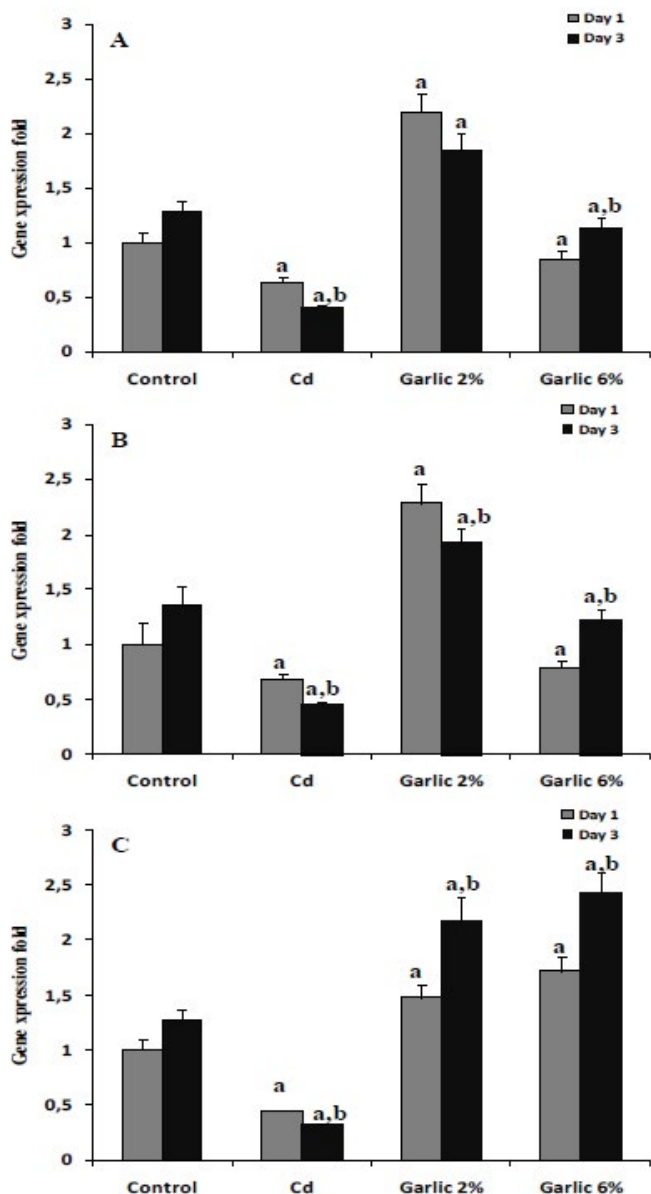 A
Day 1
Day 3
Gene xpression fold
3
2,5
2
1,5
1
0,5
0
a
a,b
a
a
a
a,b
Control Cd Garlic 2% Garlic 6%
B
Day 1
Day 3
Gene xpression fold
3
2,5
2
1,5
1
0,5
0
a
a,b
a
a,b
a
a,b
Control Cd Garlic 2% Garlic 6%
C
Day 1
Day 3
Gene xpression fold
3
2,5
2
1,5
1
0,5
0
a
a,b
a
a,b
a
a,b
Control Cd Garlic 2% Garlic 6%